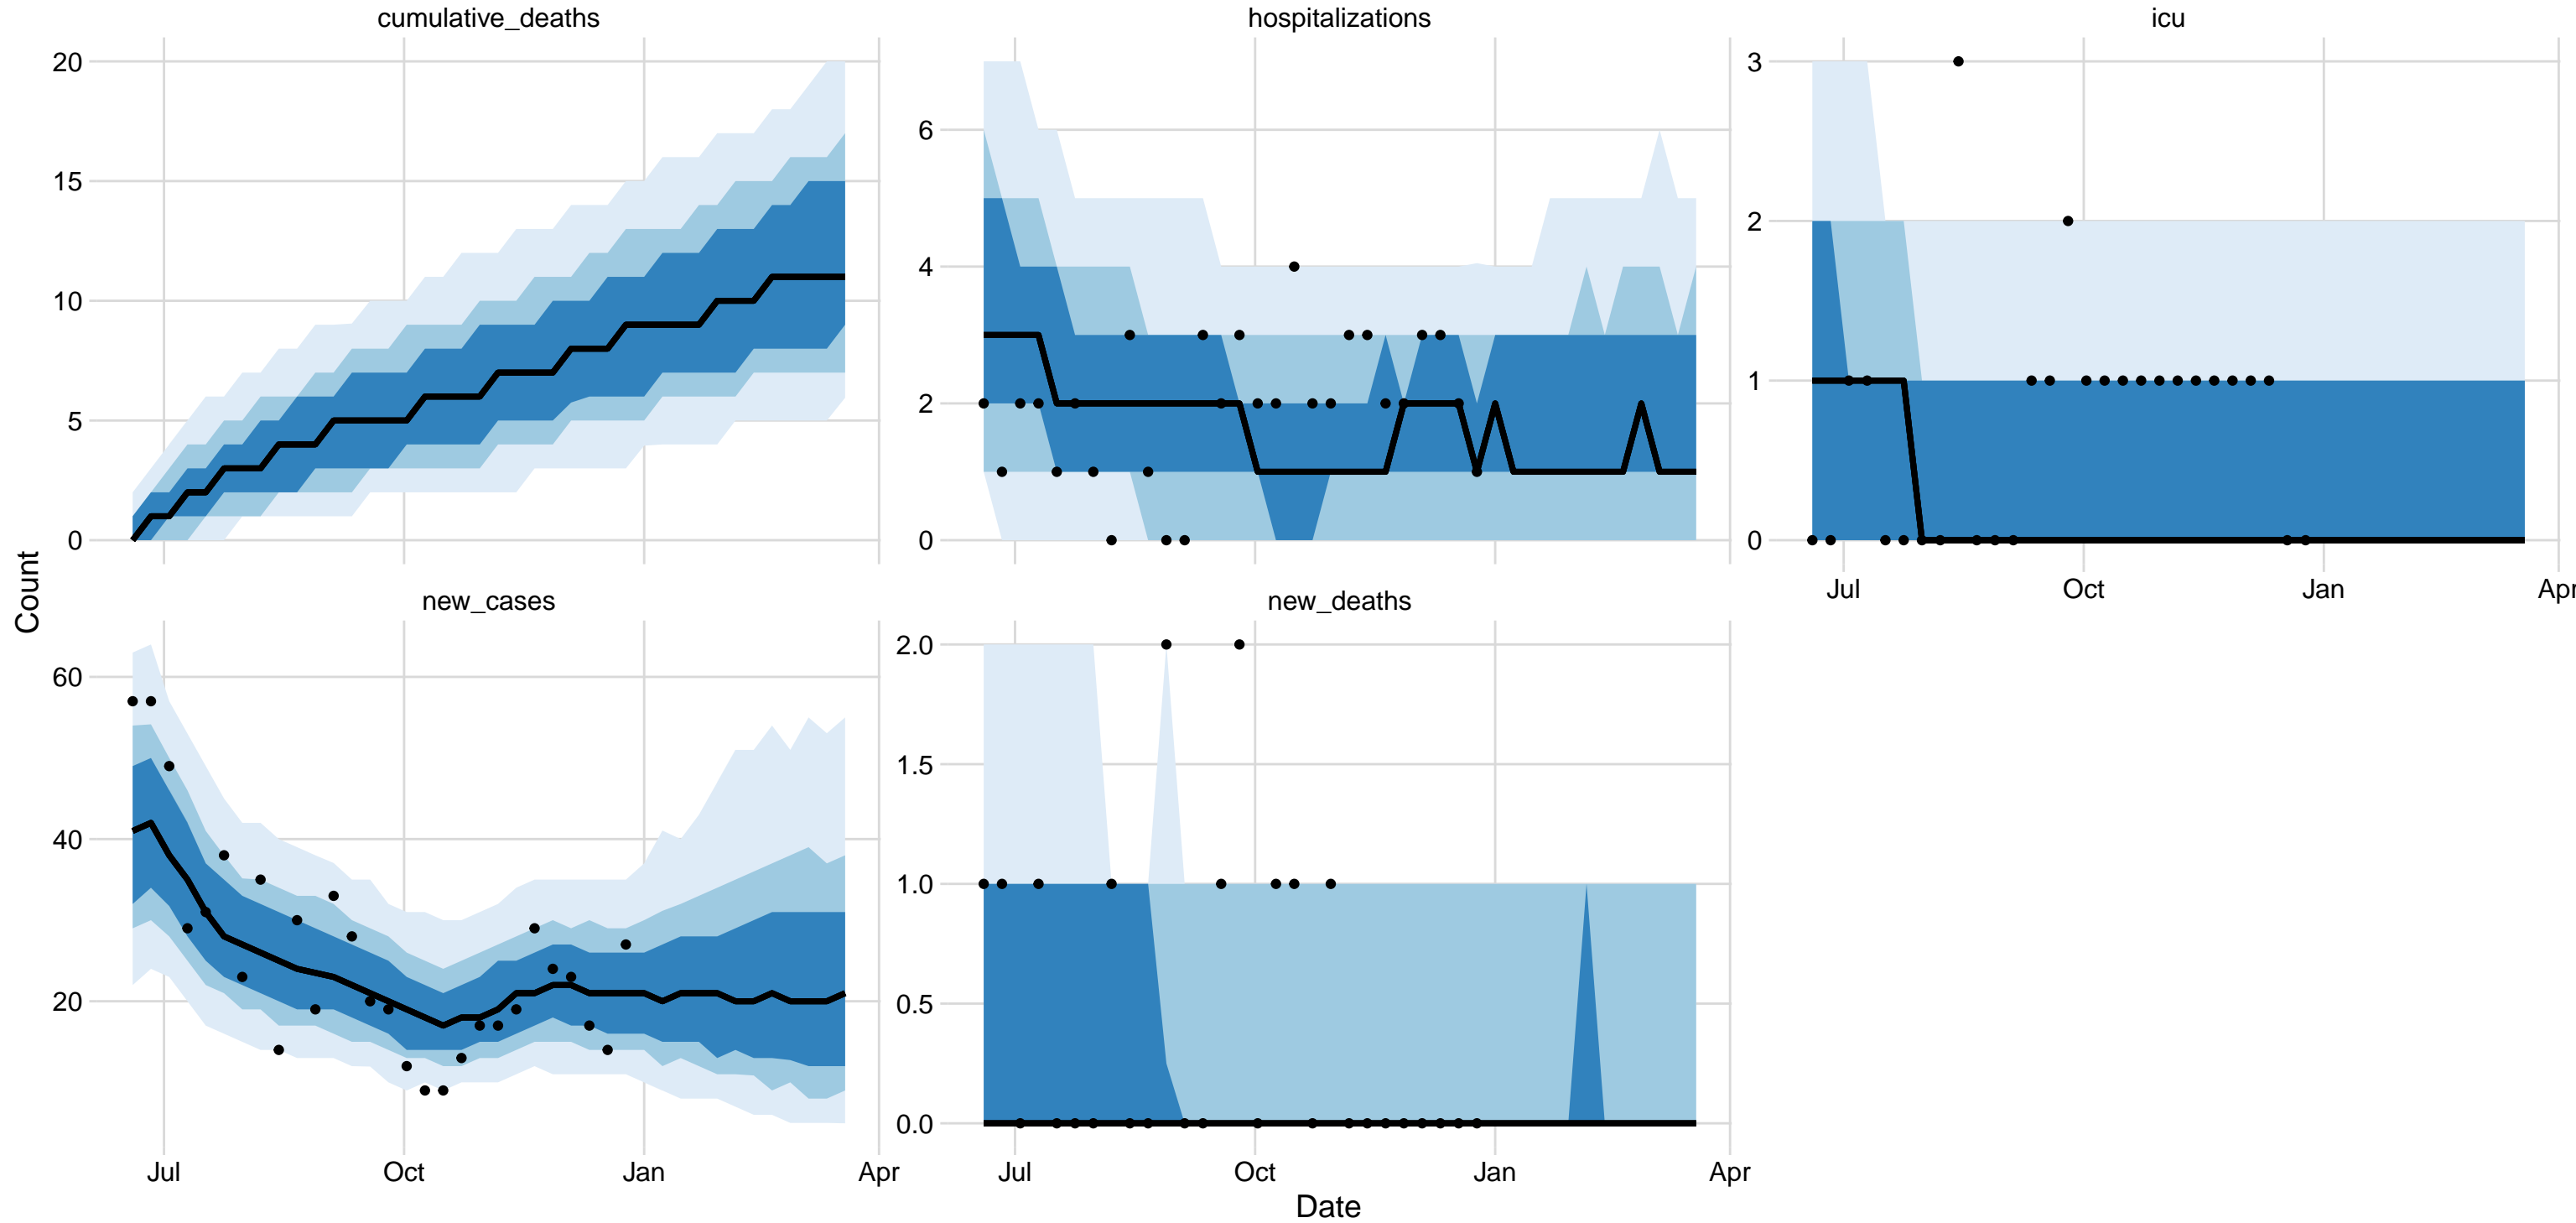 cumulative_deaths
hospitalizations
icu
20
15
10
5
0
6
4
2
0
3
2
1
0
Jul
Oct
Jan
Apr
Count
new_cases
new_deaths
60
40
20
2.0
1.5
1.0
0.5
0.0
Jul
Oct
Jan
Apr
Jul
Oct
Jan
Apr
Date